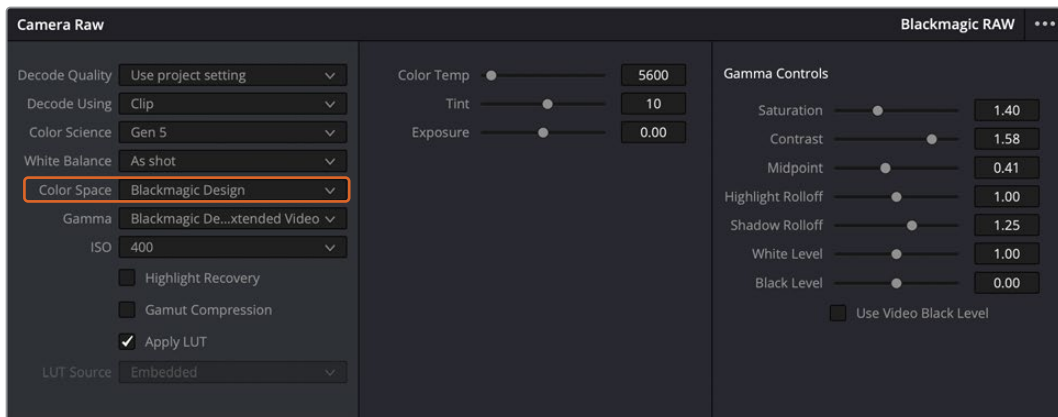 Camera Raw
Blackmagic RAW
Decode Quality Use project setting
Decode Using Clip
Color Science Gen 5
White Balance As shot
Color Space Blackmagic Design
Gamma Blackmagic De...xtended Video
ISO 400
Highlight Recovery
Gamut Compression
Apply LUT
LUT Source Embedded
Color Temp 5600
Tint 10
Exposure 0.00
Gamma Controls
Saturation 1.40
Contrast 1.58
Midpoint 0.41
Highlight Rolloff 1.00
Shadow Rolloff 1.25
White Level 1.00
Black Level 0.00
Use Video Black Level